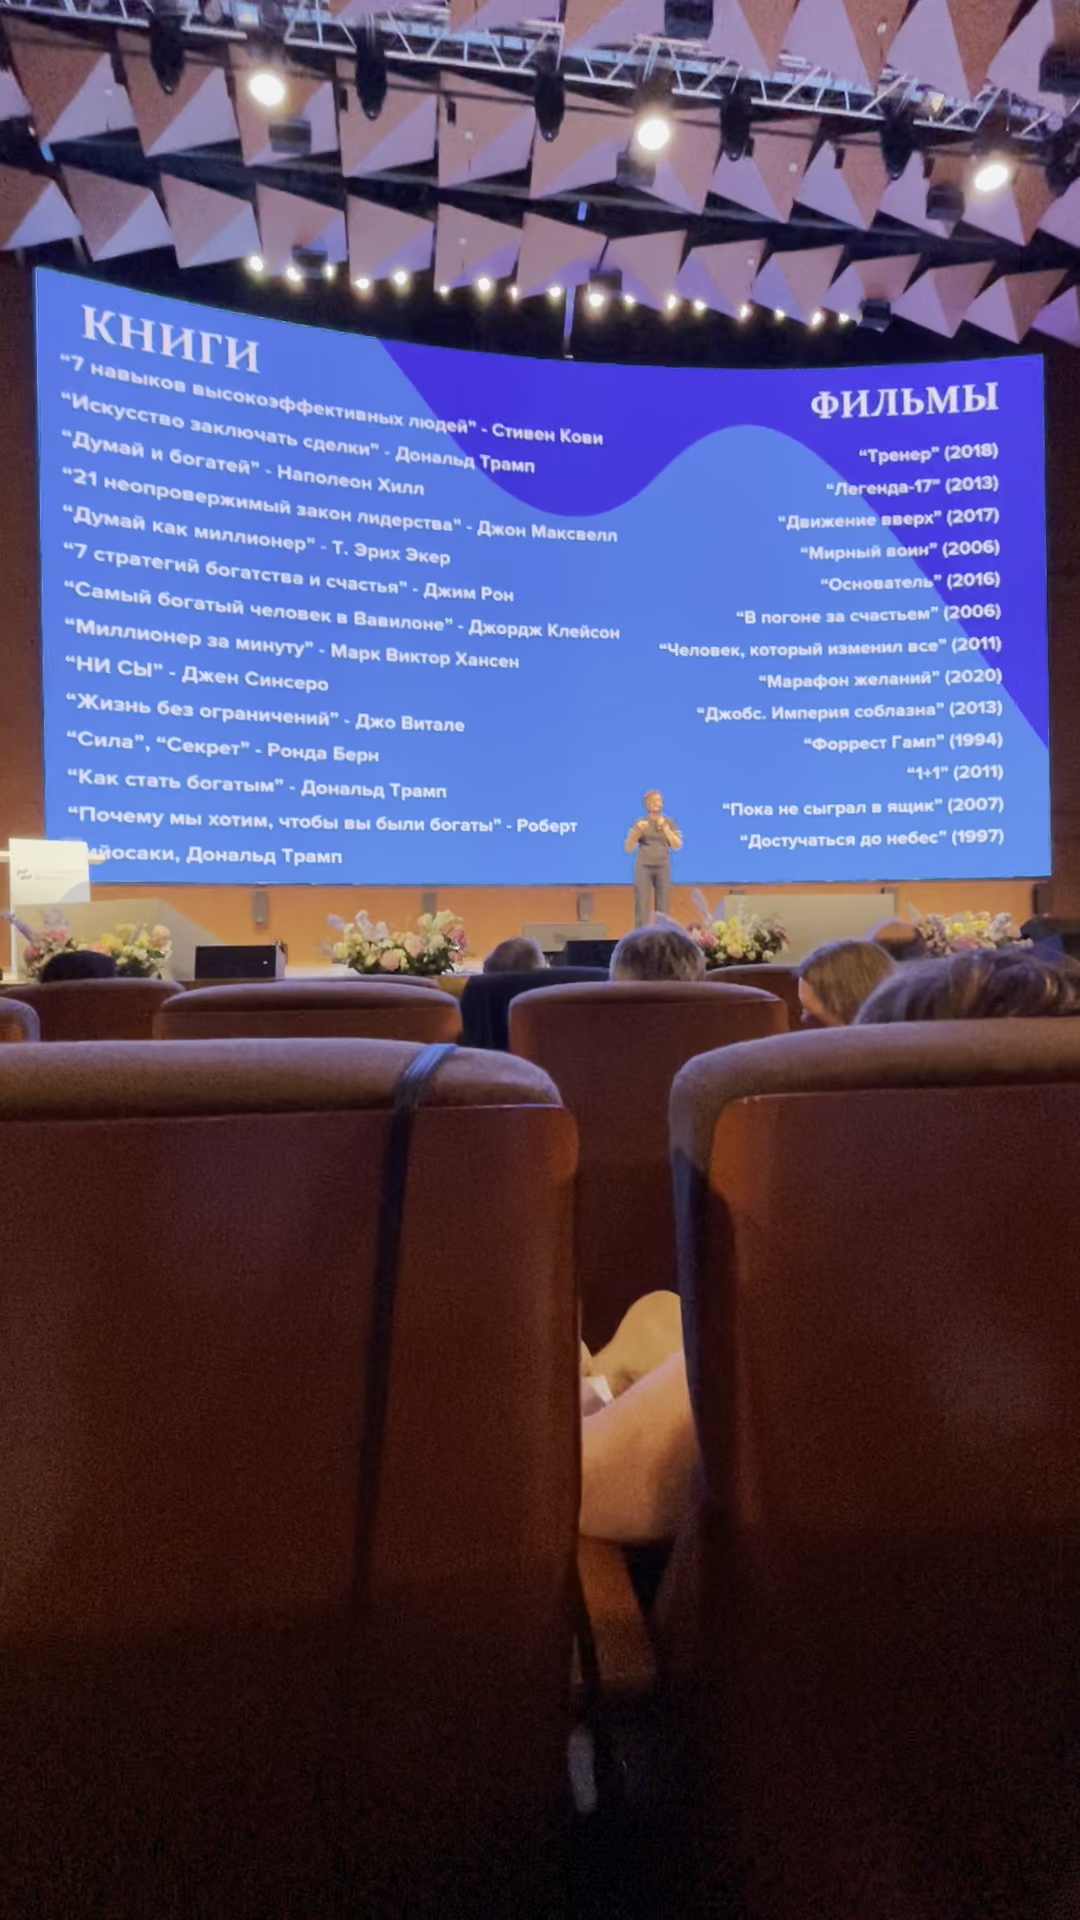 КНИГИ
“7 навыков высокоэффективных людей” - Стивен Кови
“Искусство заключать сделки” - Дональд Трамп
“Думай и богатей” - Наполеон Хилл
“21 неопровержимый закон лидерства” - Джон Максвелл
“Думай как миллионер” - Т. Эрих Экер
“7 стратегий богатства и счастья” - Джим Рон
“Самый богатый человек в Вавилоне” - Джордж Клейсон
“Миллионер за минуту” - Марк Виктор Хансен
“НИ СЫ” - Джен Синсеро
“Жизнь без ограничений” - Джо Витале
“Сила”, “Секрет” - Ронда Берн
“Как стать богатым” - Дональд Трамп
“Почему мы хотим, чтобы вы были богаты” - Роберт
йосаки, Дональд Трамп
ФИЛЬМЫ
“Тренер” (2018)
“Легенда-17” (2013)
“Движение вверх” (2017)
“Мирный воин” (2006)
“Основатель” (2016)
“В погоне за счастьем” (2006)
“Человек, который изменил все” (2011)
“Марафон желаний” (2020)
“Джобс. Империя соблазна” (2013)
“Форрест Гамп” (1994)
“1+1” (2011)
“Пока не сыграл в ящик” (2007)
“Достучаться до небес” (1997)